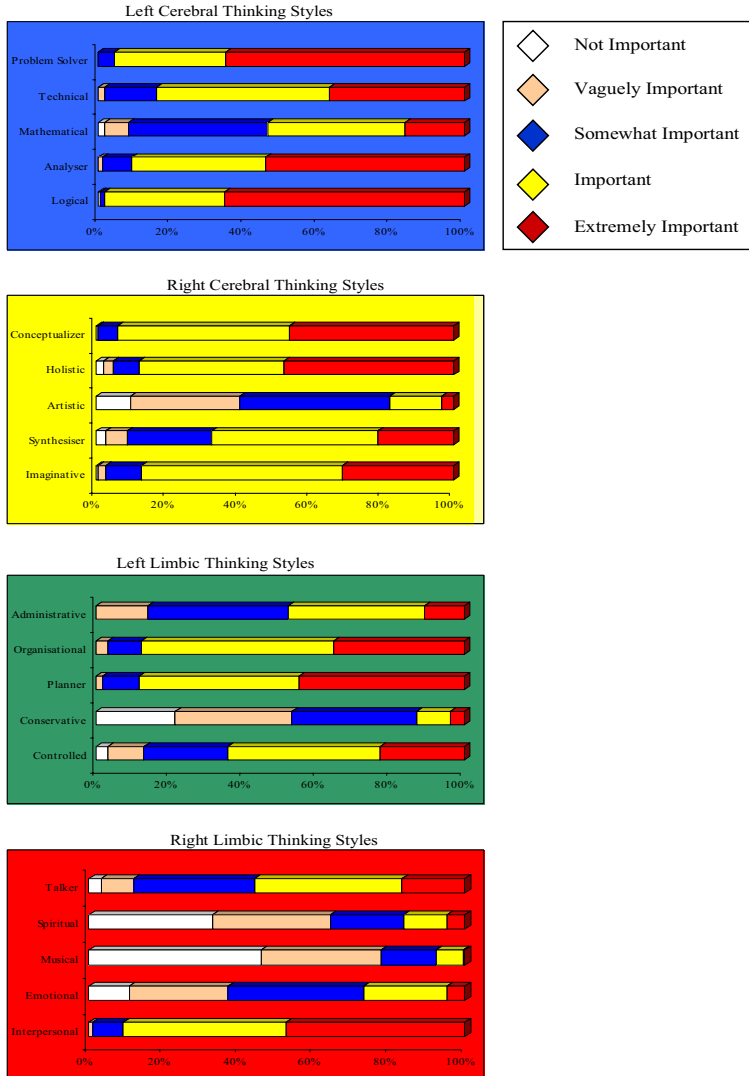 Left Cerebral Thinking Styles
Problem Solver
Technical
Mathematical
Analyser
Logical
0% 20% 40% 60% 80% 100%
Not Important
Vaguely Important
Somewhat Important
Important
Extremely Important
Right Cerebral Thinking Styles
Conceptualizer
Holistic
Artistic
Synthesiser
Imaginative
0% 20% 40% 60% 80% 100%
Left Limbic Thinking Styles
Administrative
Organisational
Planner
Conservative
Controlled
0% 20% 40% 60% 80% 100%
Right Limbic Thinking Styles
Talker
Spiritual
Musical
Emotional
Interpersonal
0% 20% 40% 60% 80% 100%